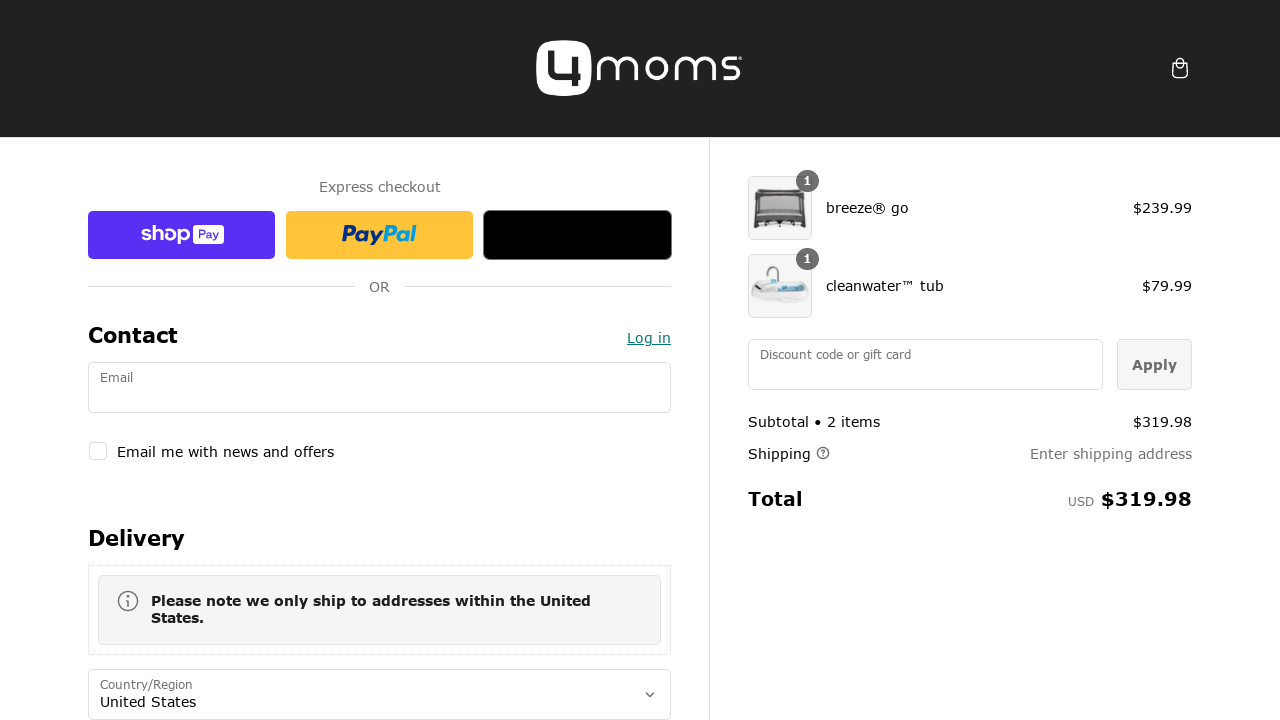 4moms®
Express checkout
shop Pay
PayPal
OR
Contact
Log in
Email
Email me with news and offers
Delivery
Please note we only ship to addresses within the United
States.
Country/Region
United States
1
breeze® go
$239.99
1
cleanwater™ tub
$79.99
Discount code or gift card
Apply
Subtotal • 2 items
$319.98
Shipping
Enter shipping address
Total
USD $319.98